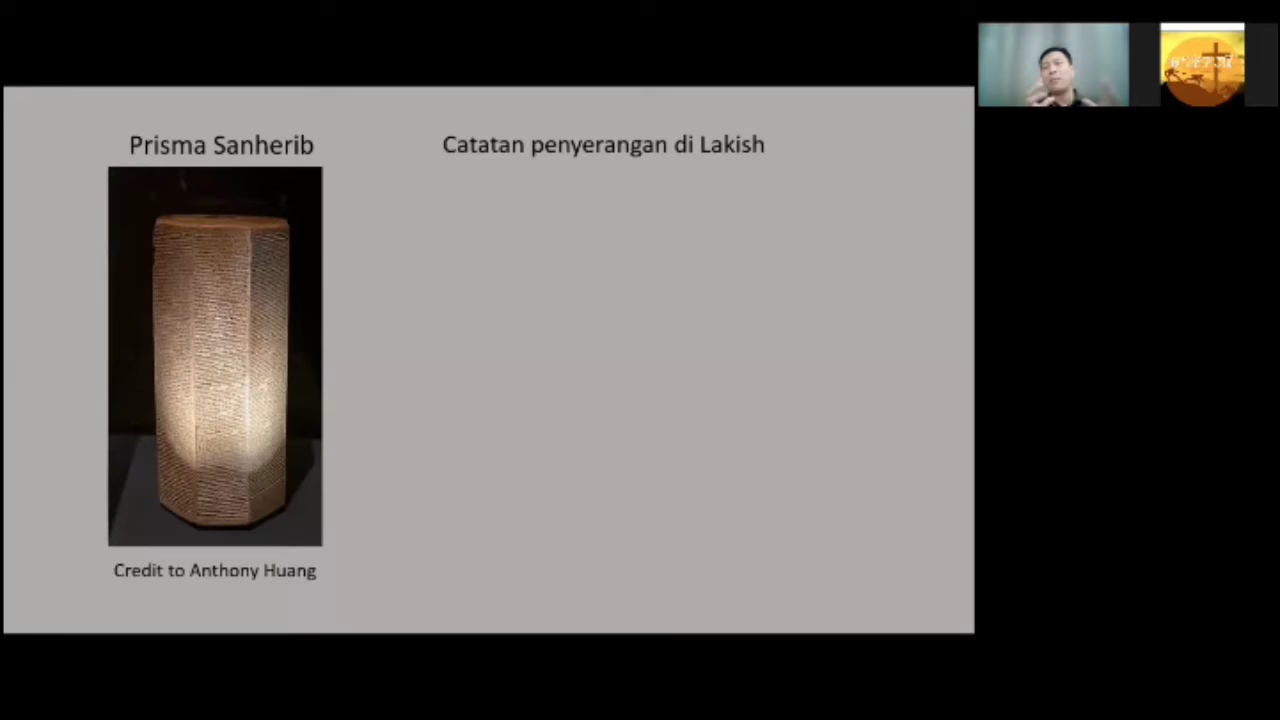 Prisma Sanherib
Catatan penyerangan di Lakish
Credit to Anthony Huang